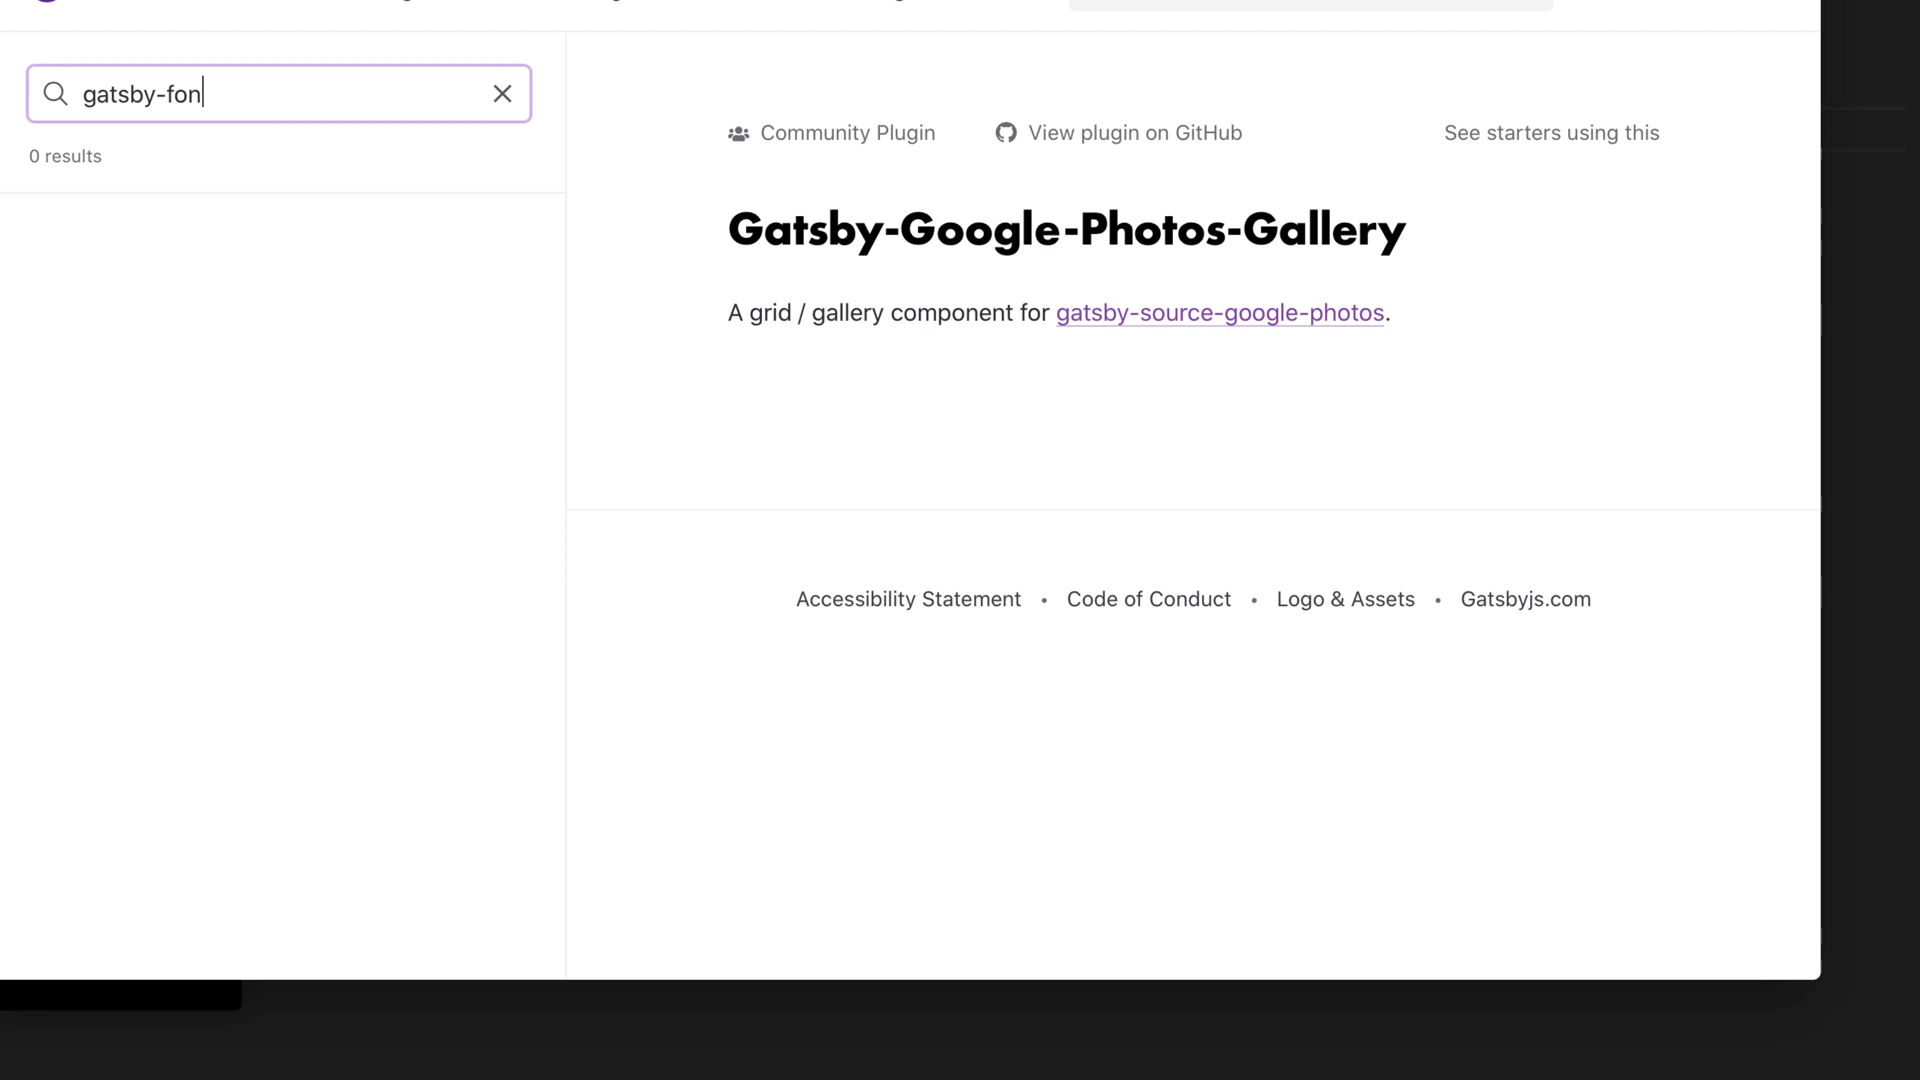 gatsby-fon
0 results
Community Plugin
View plugin on GitHub
See starters using this
Gatsby-Google-Photos-Gallery
A grid / gallery component for gatsby-source-google-photos.
Accessibility Statement • Code of Conduct • Logo & Assets • Gatsbyjs.com